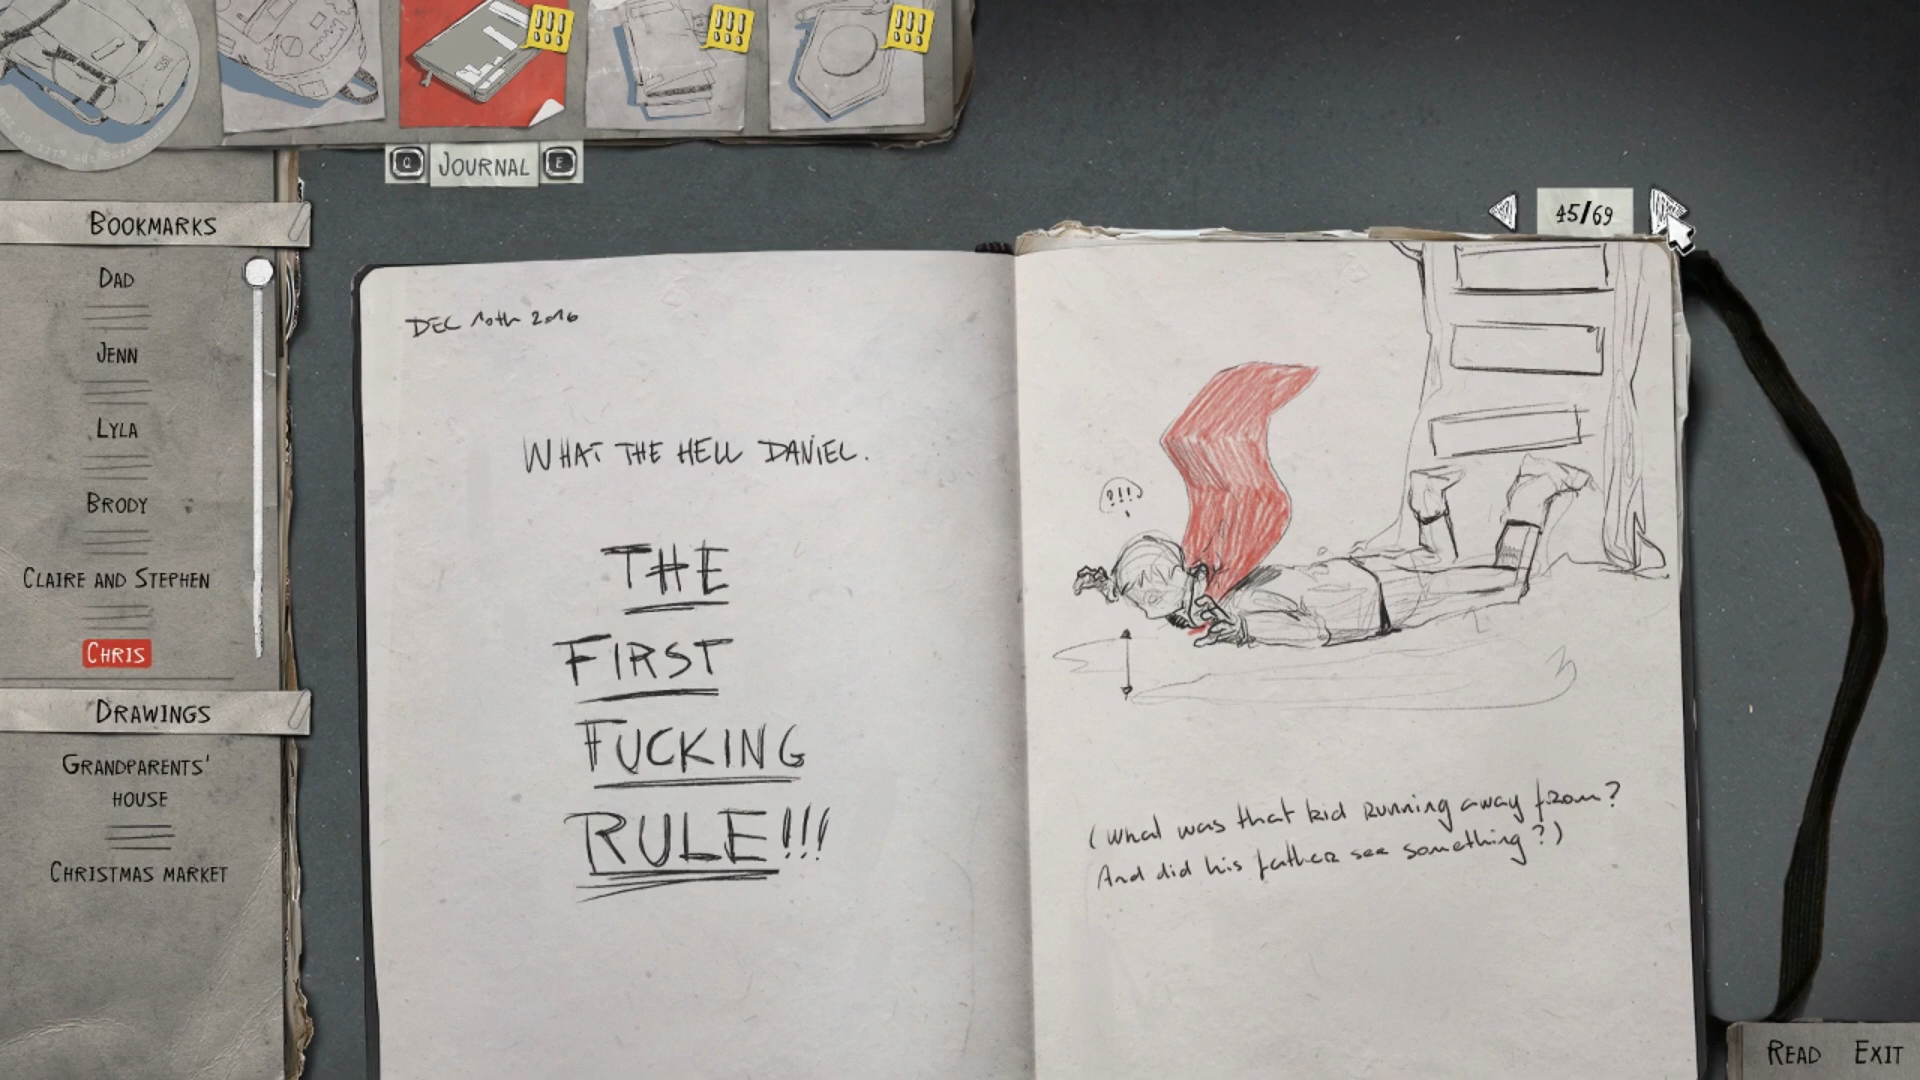 !!!
!!!
!!!
Q JOURNAL E
BOOKMARKS
DAD
JENN
LYLA
BRODY
CLAIRE AND STEPHEN
CHRIS
DRAWINGS
GRANDPARENTS'
HOUSE
CHRISTMAS MARKET
45/69
DEC 10th 2016
WHAT THE HELL DANIEL.
THE
FIRST
FUCKING
RULE!!!
?!!
(What was that kid running away from?
And did his father see something?)
READ EXIT